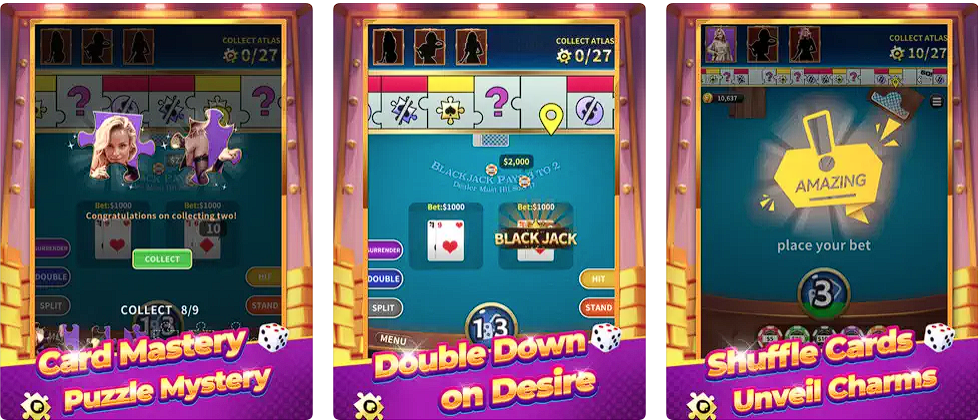 COLLECT ATLAS
0/27
?
?
Congratulations on collecting two!
Bet:$1000
Bet:$1000
10
SURRENDER
COLLECT
DOUBLE
HIT
SPLIT
STAND
COLLECT 8/9
Card Mastery
Puzzle Mystery
COLLECT ATLAS
0/27
?
$2,000
BLACKJACK PAYS 3 TO 2
Bet:$1000
Bet:$1000
BLACK JACK
SURRENDER
DOUBLE
HIT
SPLIT
STAND
MENU
Double Down
on Desire
COLLECT ATLAS
10/27
10,637
AMAZING
place your bet
3
Shuffle Cards
Unveil Charms